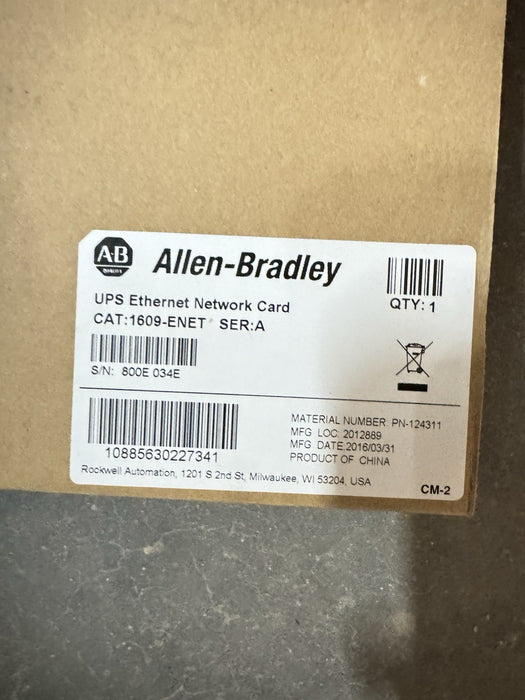 AB
QUALITY
Allen-Bradley
UPS Ethernet Network Card
CAT:1609-ENET SER:A
QTY: 1
S/N: 800E 034E
10885630227341
MATERIAL NUMBER: PN-124311
MFG LOC: 2012889
MFG DATE:2016/03/31
PRODUCT OF CHINA
Rockwell Automation, 1201 S 2nd St, Milwaukee, WI 53204, USA
CM-2